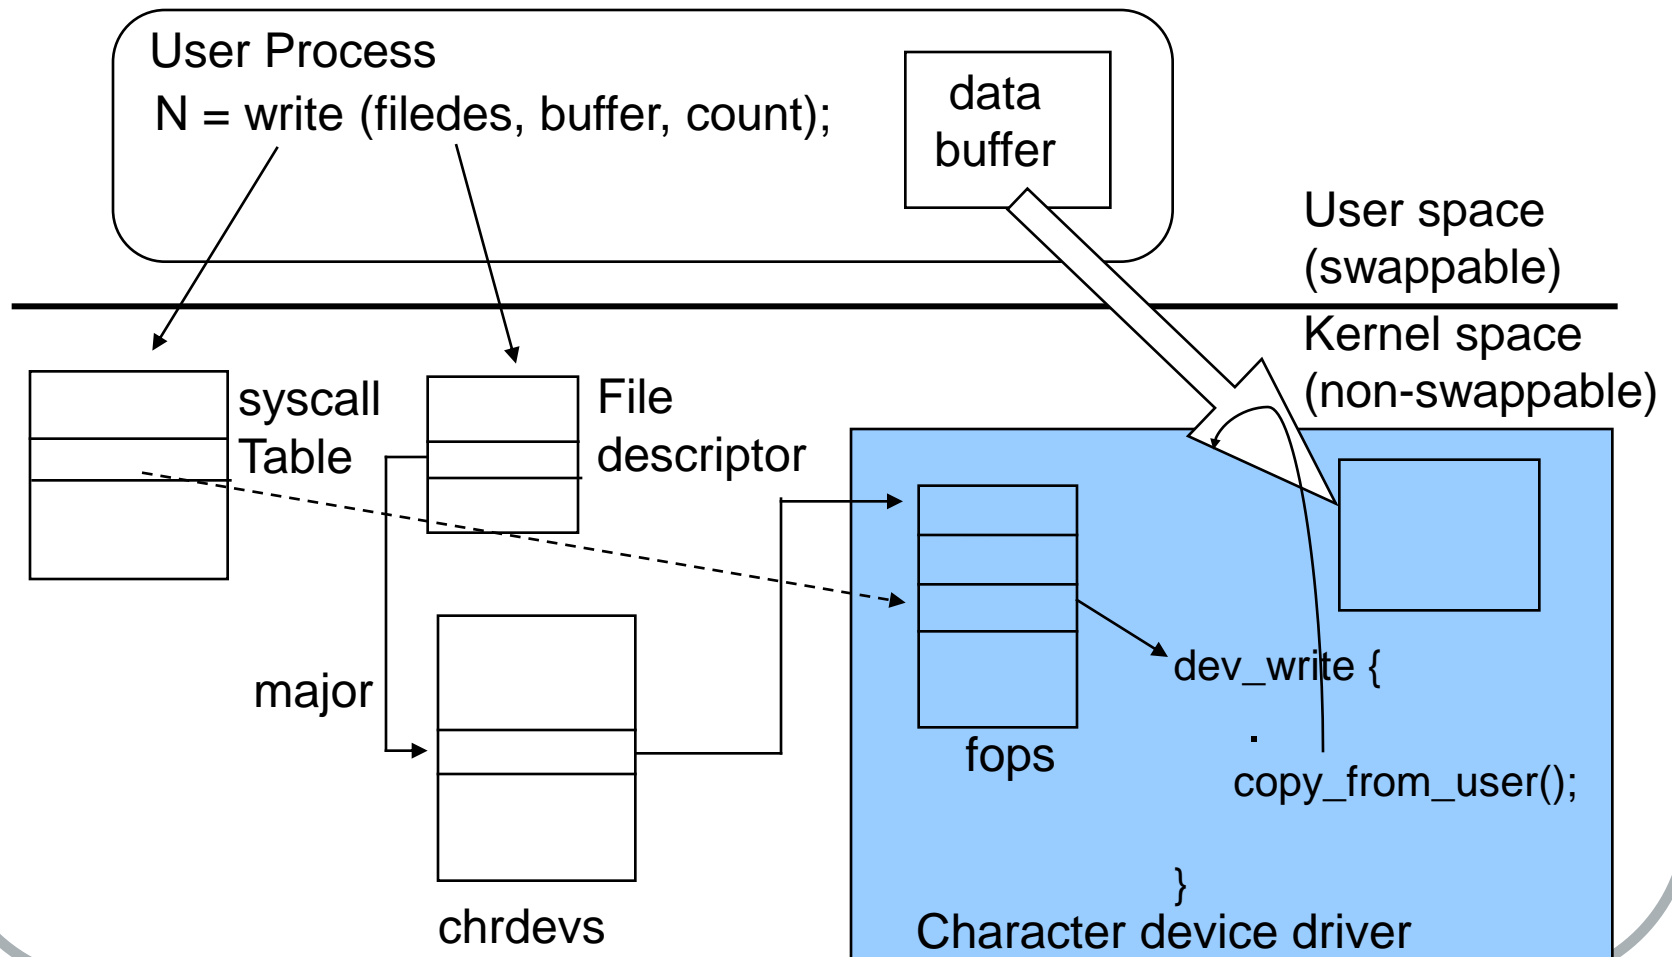 User Process
N = write (filedes, buffer, count);
data
buffer
User space
(swappable)
Kernel space
(non-swappable)
syscall
Table
File
descriptor
major
chrdevs
fops
dev_write {
.
copy_from_user();
}
Character device driver